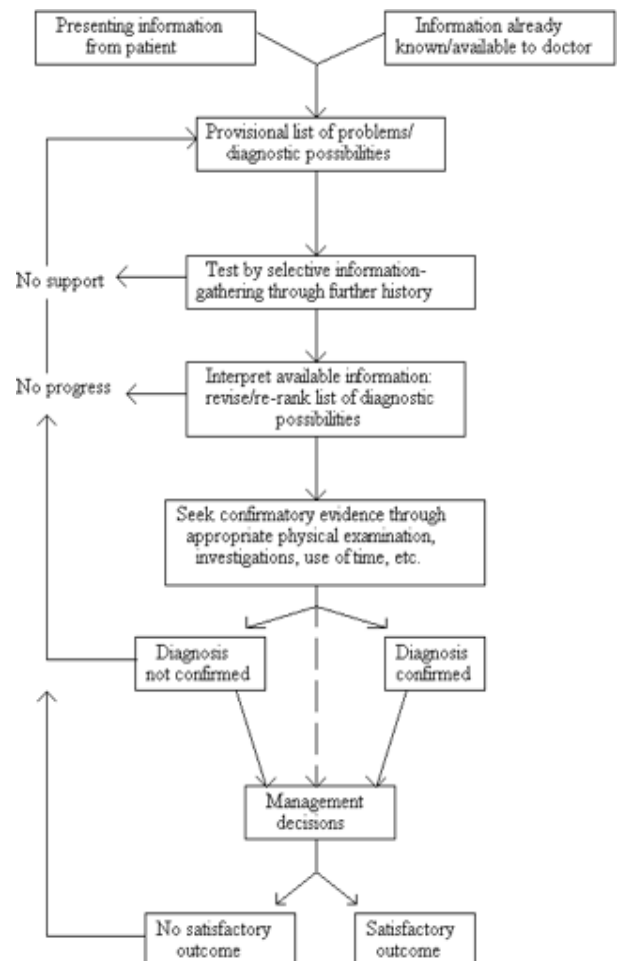 Presenting information
from patient
Information already
known/available to doctor
Provisional list of problems/
diagnostic possibilities
No support
Test by selective information-
gathering through further history
No progress
Interpret available information:
revise/re-rank list of diagnostic
possibilities
Seek confirmatory evidence through
appropriate physical examination,
investigations, use of time, etc.
Diagnosis
not confirmed
Diagnosis
confirmed
Management
decisions
No satisfactory
outcome
Satisfactory
outcome